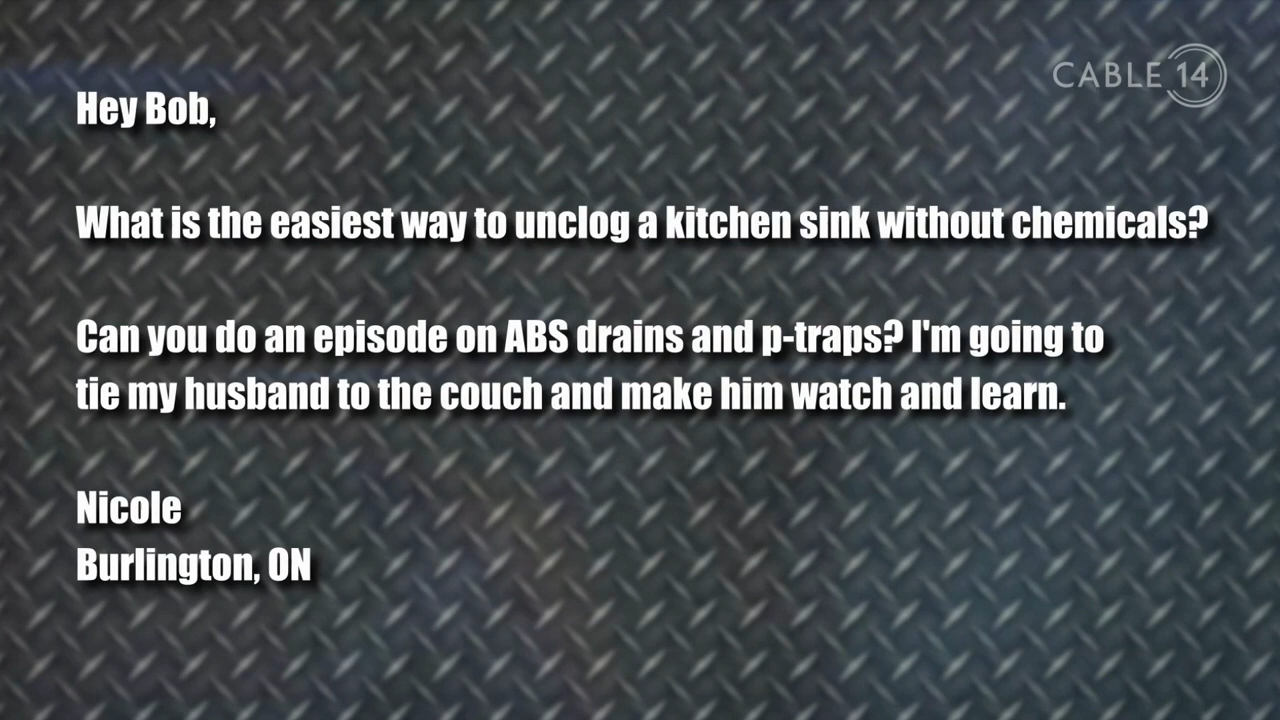 CABLE 14
Hey Bob,
What is the easiest way to unclog a kitchen sink without chemicals?
Can you do an episode on ABS drains and p-traps? I'm going to
tie my husband to the couch and make him watch and learn.
Nicole
Burlington, ON